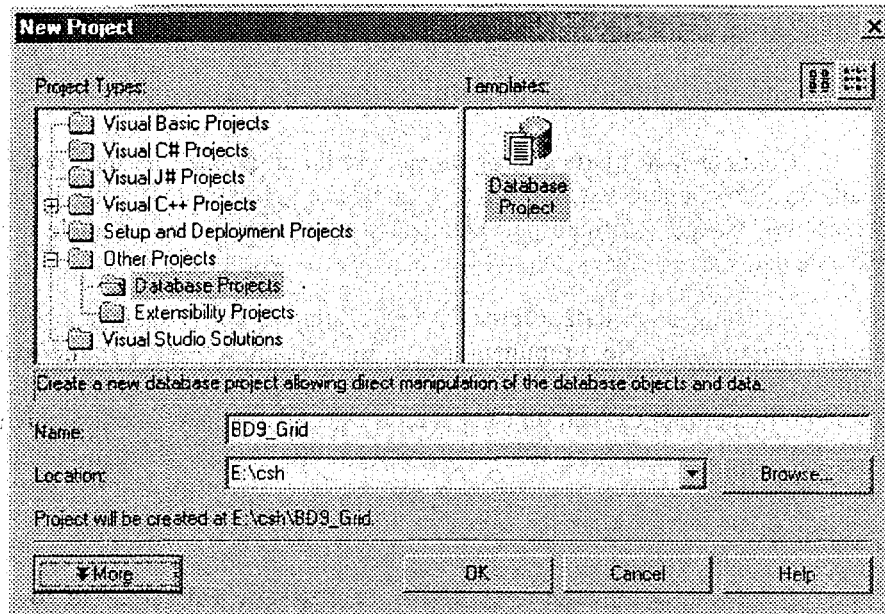 New Project
Project Types:
Templates:
Visual Basic Projects
Visual C# Projects
Visual J# Projects
Visual C++ Projects
Setup and Deployment Projects
Other Projects
Database Projects
Extensibility Projects
Visual Studio Solutions
Database
Project
Create a new database project allowing direct manipulation of the database objects and data.
Name:
BD9_Grid
Location:
E:\csh
Browse...
Project will be created at E:\csh\BD9_Grid.
More
OK
Cancel
Help